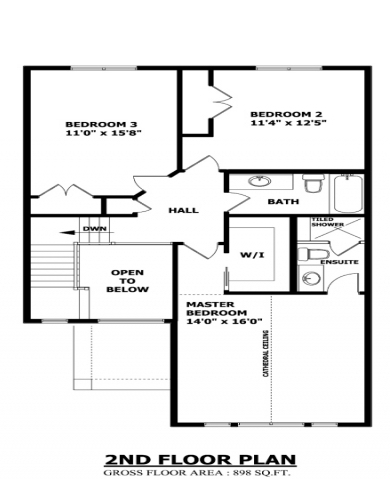 BEDROOM 3
11'0" x 15'8"
BEDROOM 2
11'4" x 12'5"
BATH
HALL
TILED
SHOWER
DWN
W/I
ENSUITE
OPEN
TO
BELOW
MASTER
BEDROOM
14'0" x 16'0"
CATHEDRAL CEILING
2ND FLOOR PLAN
GROSS FLOOR AREA : 898 SQ.FT.